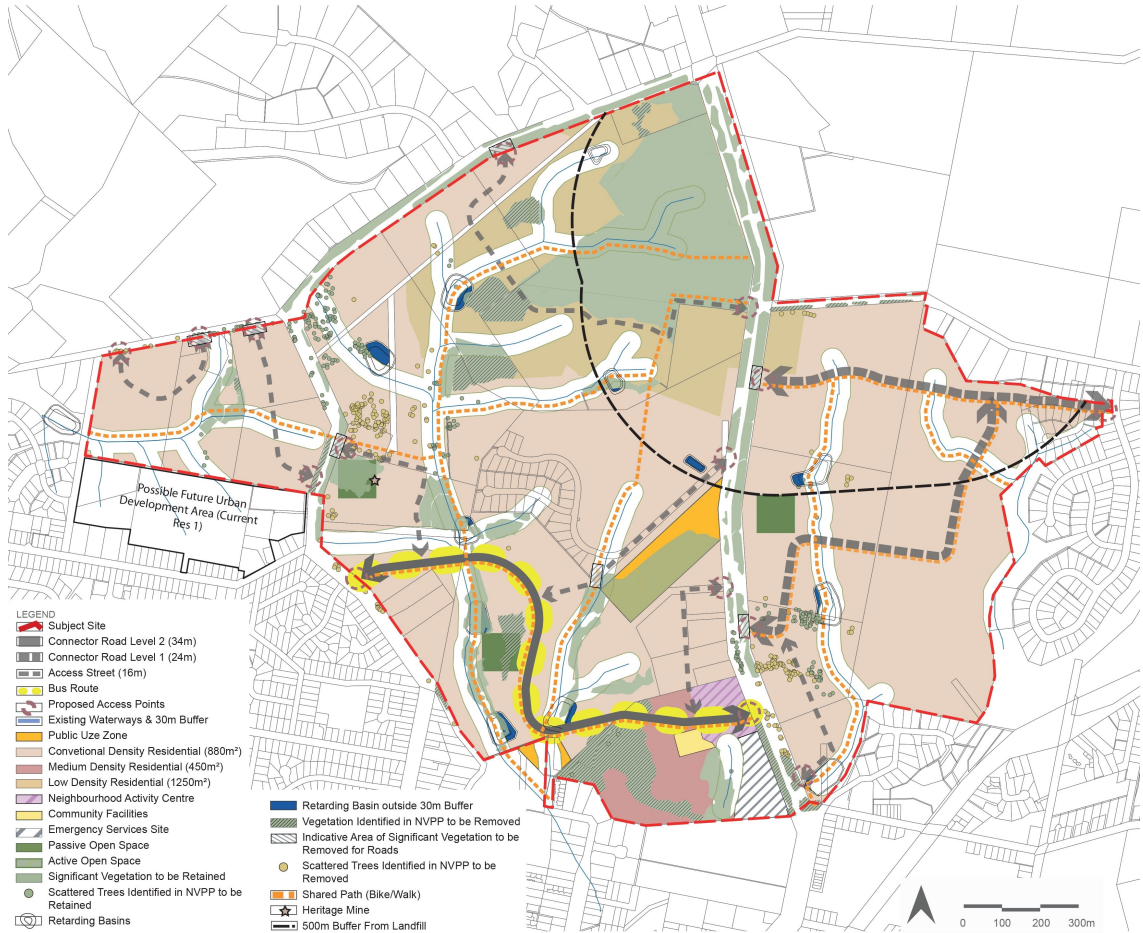 Possible Future Urban
Development Area (Current
Res 1)
LEGEND
Subject Site
Connector Road Level 2 (34m)
Connector Road Level 1 (24m)
Access Street (16m)
Bus Route
Proposed Access Points
Existing Waterways & 30m Buffer
Public Uze Zone
Convetional Density Residential (880m²)
Medium Density Residential (450m²)
Low Density Residential (1250m²)
Neighbourhood Activity Centre
Community Facilities
Emergency Services Site
Passive Open Space
Active Open Space
Significant Vegetation to be Retained
Scattered Trees Identified in NVPP to be
Retained
Retarding Basins
Retarding Basin outside 30m Buffer
Vegetation Identified in NVPP to be Removed
Indicative Area of Significant Vegetation to be
Removed for Roads
Scattered Trees Identified in NVPP to be
Removed
Shared Path (Bike/Walk)
Heritage Mine
500m Buffer From Landfill
0 100 200 300m